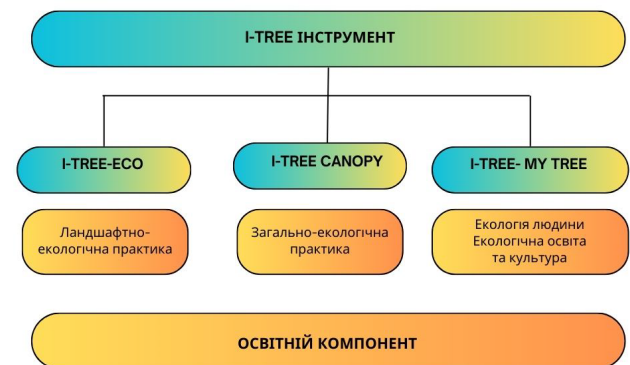 I-TREE ІНСТРУМЕНТ
I-TREE-ECO
I-TREE CANOPY
I-TREE- MY TREE
Ландшафтно-
екологічна практика
Загально-екологічна
практика
Екологія людини
Екологічна освіта
та культура
ОСВІТНІЙ КОМПОНЕНТ